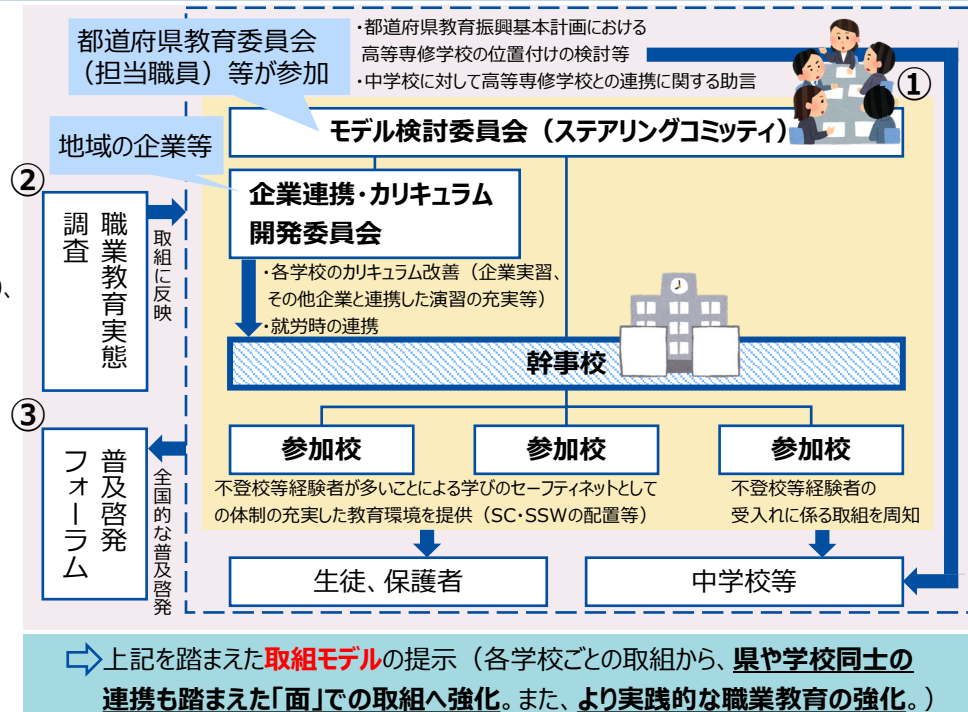 都道府県教育委員会
（担当職員）等が参加
・都道府県教育振興基本計画における
高等専修学校の位置付けの検討等
・中学校に対して高等専修学校との連携に関する助言
①
モデル検討委員会（ステアリングコミッティ）
地域の企業等
企業連携・カリキュラム
開発委員会
②
職業教育実態
調査
取組に反映
、
・各学校のカリキュラム改善（企業実習、
その他企業と連携した演習の充実等）
・就労時の連携
幹事校
③
普及啓発
フォーラム
全国的な普及啓発
参加校
参加校
参加校
不登校等経験者が多いことによる学びのセーフティネットとして
の体制の充実した教育環境を提供（SC・SSWの配置等）
不登校等経験者の
受入れに係る取組を周知
生徒、保護者
中学校等
上記を踏まえた取組モデルの提示（各学校ごとの取組から、県や学校同士の
連携も踏まえた「面」での取組へ強化。また、より実践的な職業教育の強化。）